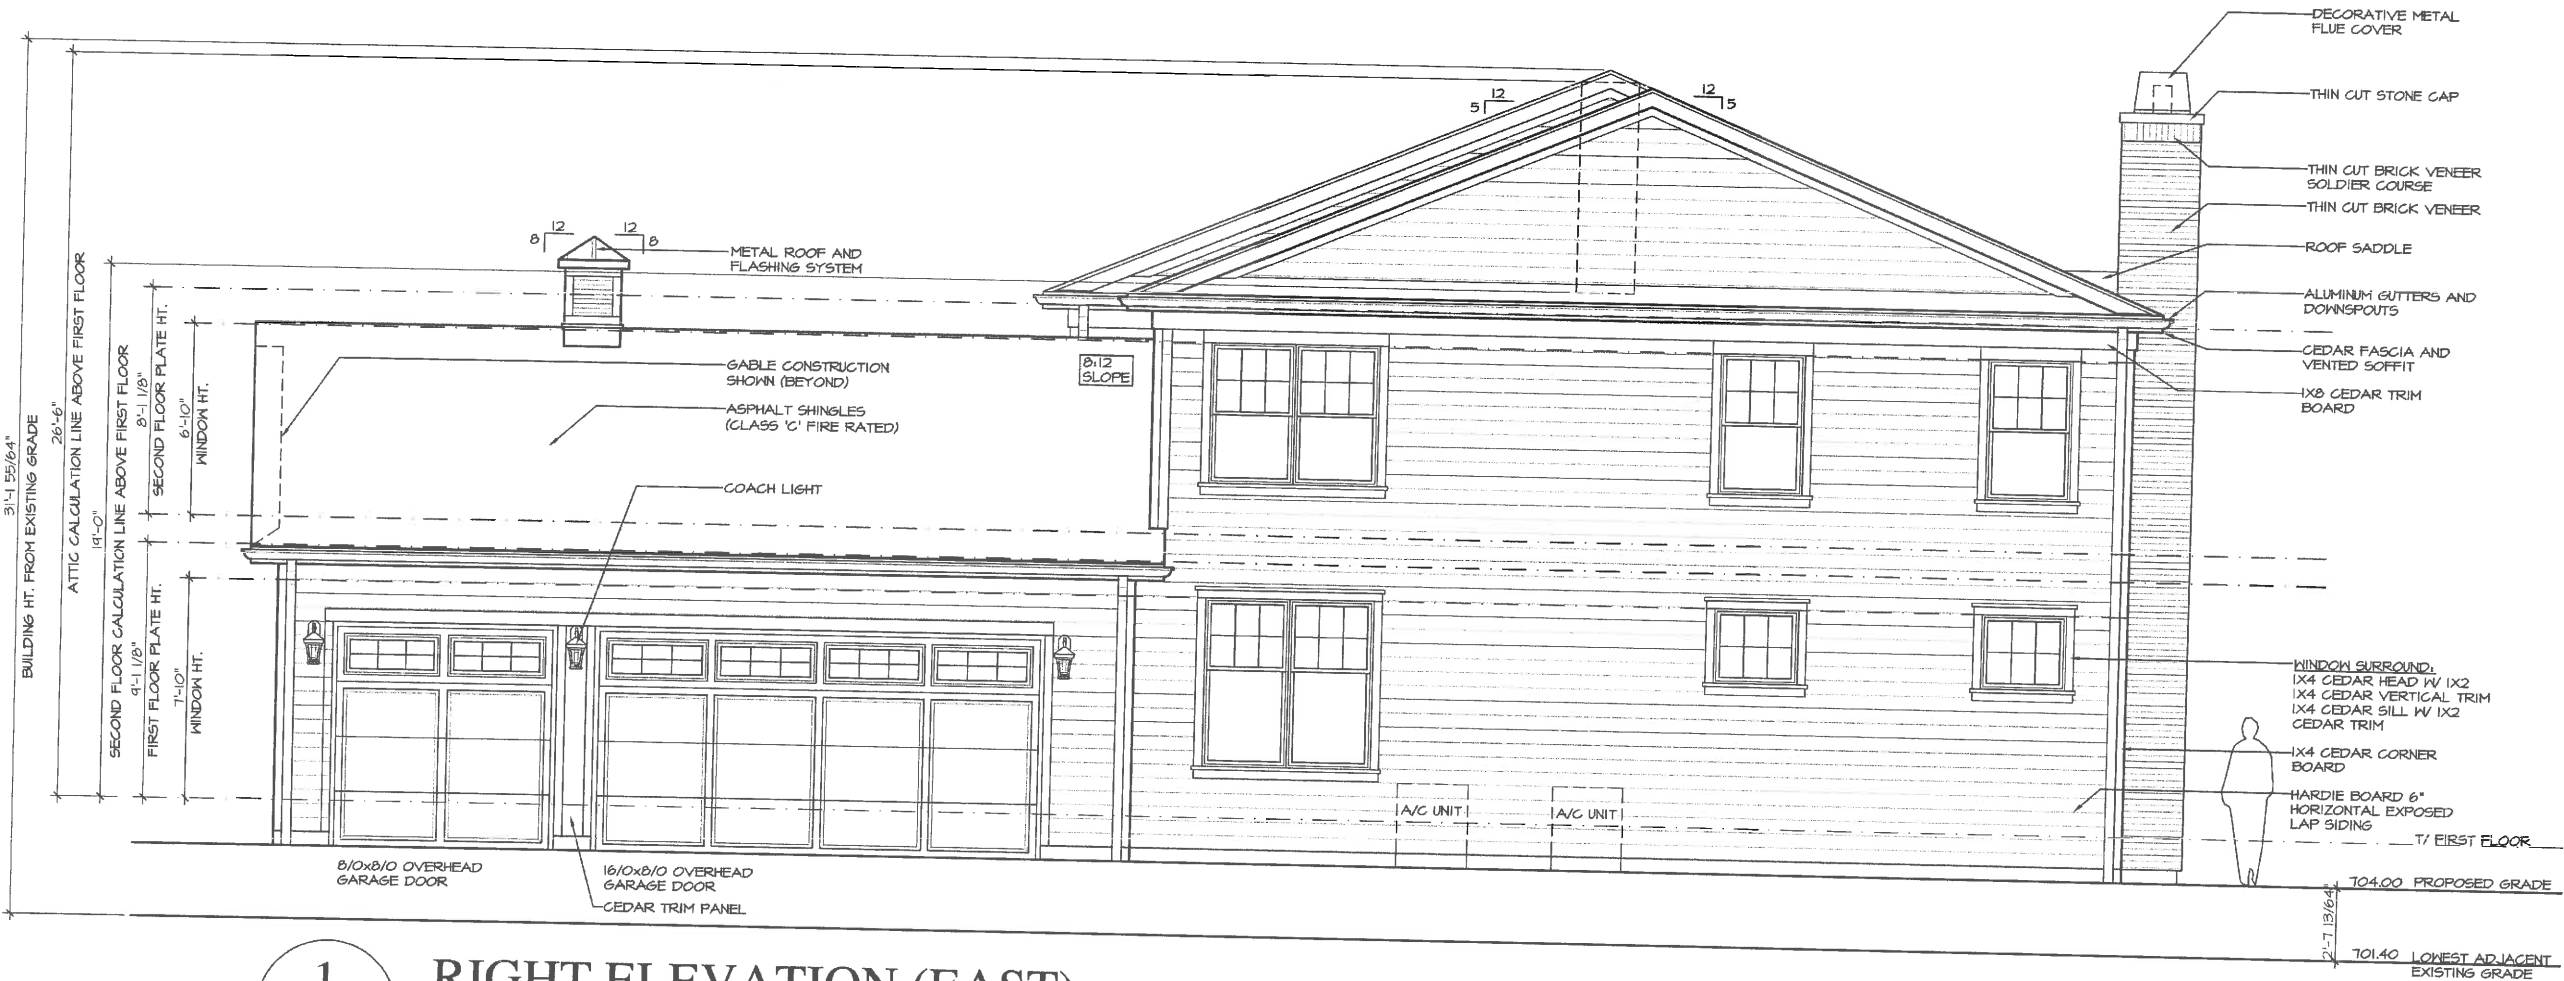 31'-1 55/64"
BUILDING HT. FROM EXISTING GRADE
26'-6"
ATTIC CALCULATION LINE ABOVE FIRST FLOOR
19'-0"
SECOND FLOOR CALCULATION LINE ABOVE FIRST FLOOR
8'-1 1/8"
SECOND FLOOR PLATE HT.
6'-10"
WINDOW HT.
9'-1 1/8"
FIRST FLOOR PLATE HT.
7'-10"
WINDOW HT.
12
8
12
8
METAL ROOF AND
FLASHING SYSTEM
GABLE CONSTRUCTION
SHOWN (BEYOND)
ASPHALT SHINGLES
(CLASS 'C' FIRE RATED)
COACH LIGHT
8:12
SLOPE
12
5
12
5
DECORATIVE METAL
FLUE COVER
THIN CUT STONE CAP
THIN CUT BRICK VENEER
SOLDIER COURSE
THIN CUT BRICK VENEER
ROOF SADDLE
ALUMINUM GUTTERS AND
DOWNSPOUTS
CEDAR FASCIA AND
VENTED SOFFIT
1X8 CEDAR TRIM
BOARD
WINDOW SURROUND:
1X4 CEDAR HEAD W/ 1X2
1X4 CEDAR VERTICAL TRIM
1X4 CEDAR SILL W/ 1X2
CEDAR TRIM
1X4 CEDAR CORNER
BOARD
HARDIE BOARD 6"
HORIZONTAL EXPOSED
LAP SIDING
T/ FIRST FLOOR
A/C UNIT
A/C UNIT
8/0x8/0 OVERHEAD
GARAGE DOOR
16/0x8/0 OVERHEAD
GARAGE DOOR
CEDAR TRIM PANEL
704.00 PROPOSED GRADE
2'-7 13/64"
701.40 LOWEST ADJACENT
EXISTING GRADE
1
RIGHT ELEVATION (EAST)